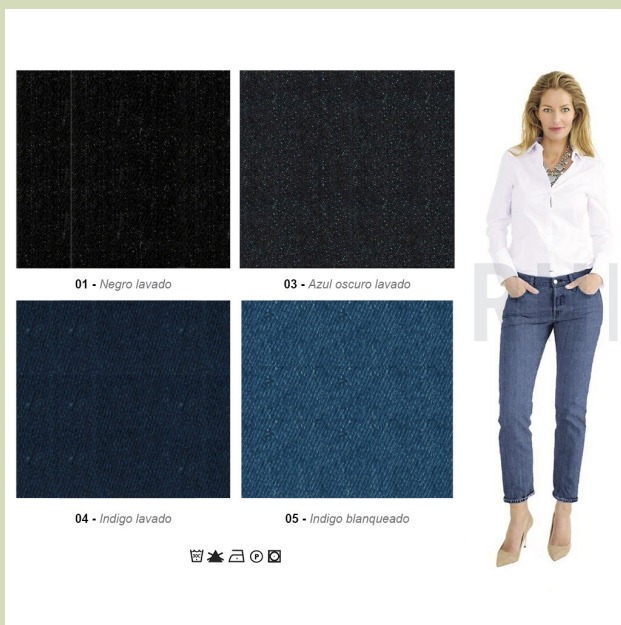 01 - Negro lavado
03 - Azul oscuro lavado
04 - Indigo lavado
05 - Indigo blanqueado
P